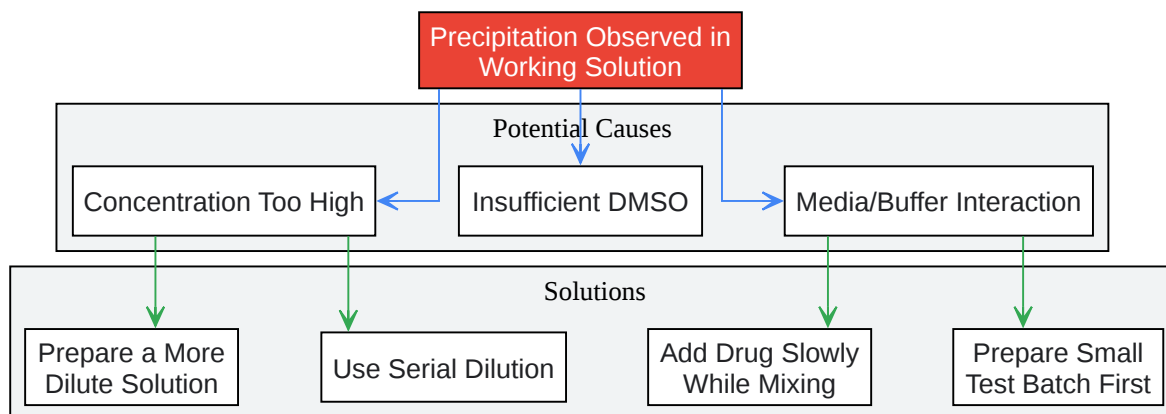 Precipitation Observed in
Working Solution
Potential Causes
Concentration Too High
Insufficient DMSO
Media/Buffer Interaction
Solutions
Prepare a More
Dilute Solution
Use Serial Dilution
Add Drug Slowly
While Mixing
Prepare Small
Test Batch First